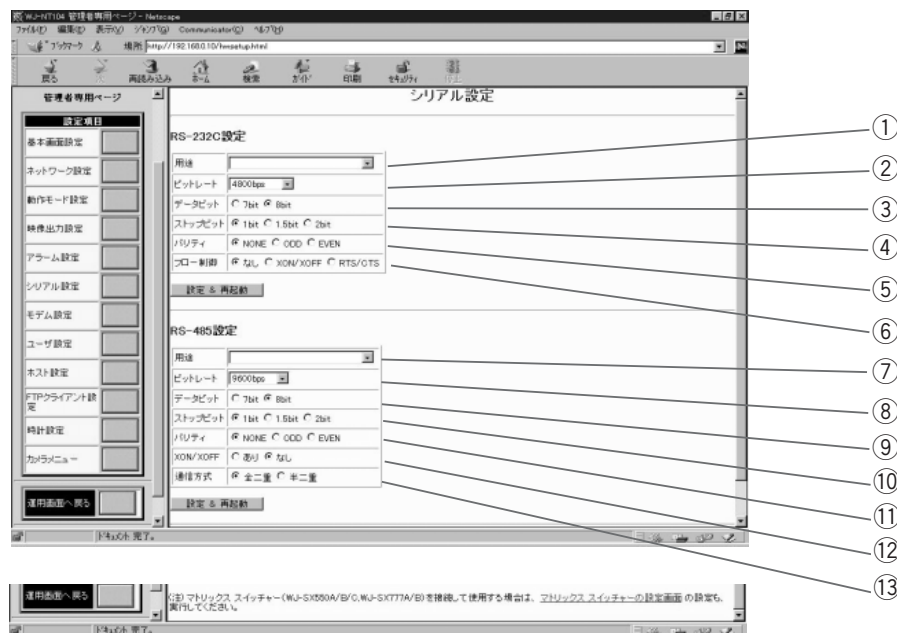 WJ-NT104 管理者専用ページ - Netscape
ファイル(F) 編集(E) 表示(V) ジャンプ(G) Communicator(C) ヘルプ(H)
ブックマーク 場所: http://192.168.0.10/hwsetup.html
戻る 再読み込み ホーム 検索 ガイド 印刷 セキュリティ 停止
管理者専用ページ
設定項目
基本画面設定
ネットワーク設定
動作モード設定
映像出力設定
アラーム設定
シリアル設定
モデム設定
ユーザ設定
ホスト設定
FTPクライアント設
定
時計設定
カメラメニュー
運用画面へ戻る
シリアル設定
RS-232C設定
用途 ①
ビットレート 4800bps ②
データビット 7bit 8bit ③
ストップビット 1bit 1.5bit 2bit ④
パリティ NONE ODD EVEN ⑤
フロー制御 なし XON/XOFF RTS/CTS ⑥
設定 & 再起動
RS-485設定
用途 ⑦
ビットレート 9600bps ⑧
データビット 7bit 8bit ⑨
ストップビット 1bit 1.5bit 2bit ⑩
パリティ NONE ODD EVEN ⑪
XON/XOFF あり なし ⑫
通信方式 全二重 半二重 ⑬
設定 & 再起動
ドキュメント: 完了。
運用画面へ戻る
(注) マトリックス スイッチャー(WJ-SX550A/B/C,WJ-SX777A/B)を接続して使用する場合は、 マトリックス スイッチャーの設定画面 の設定も、
実行してください。
ドキュメント: 完了。